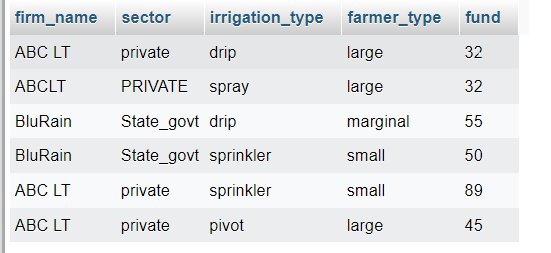 firm_name sector irrigation_type farmer_type fund
ABC LT private drip large 32
ABCLT PRIVATE spray large 32
BluRain State_govt drip marginal 55
BluRain State_govt sprinkler small 50
ABC LT private sprinkler small 89
ABC LT private pivot large 45